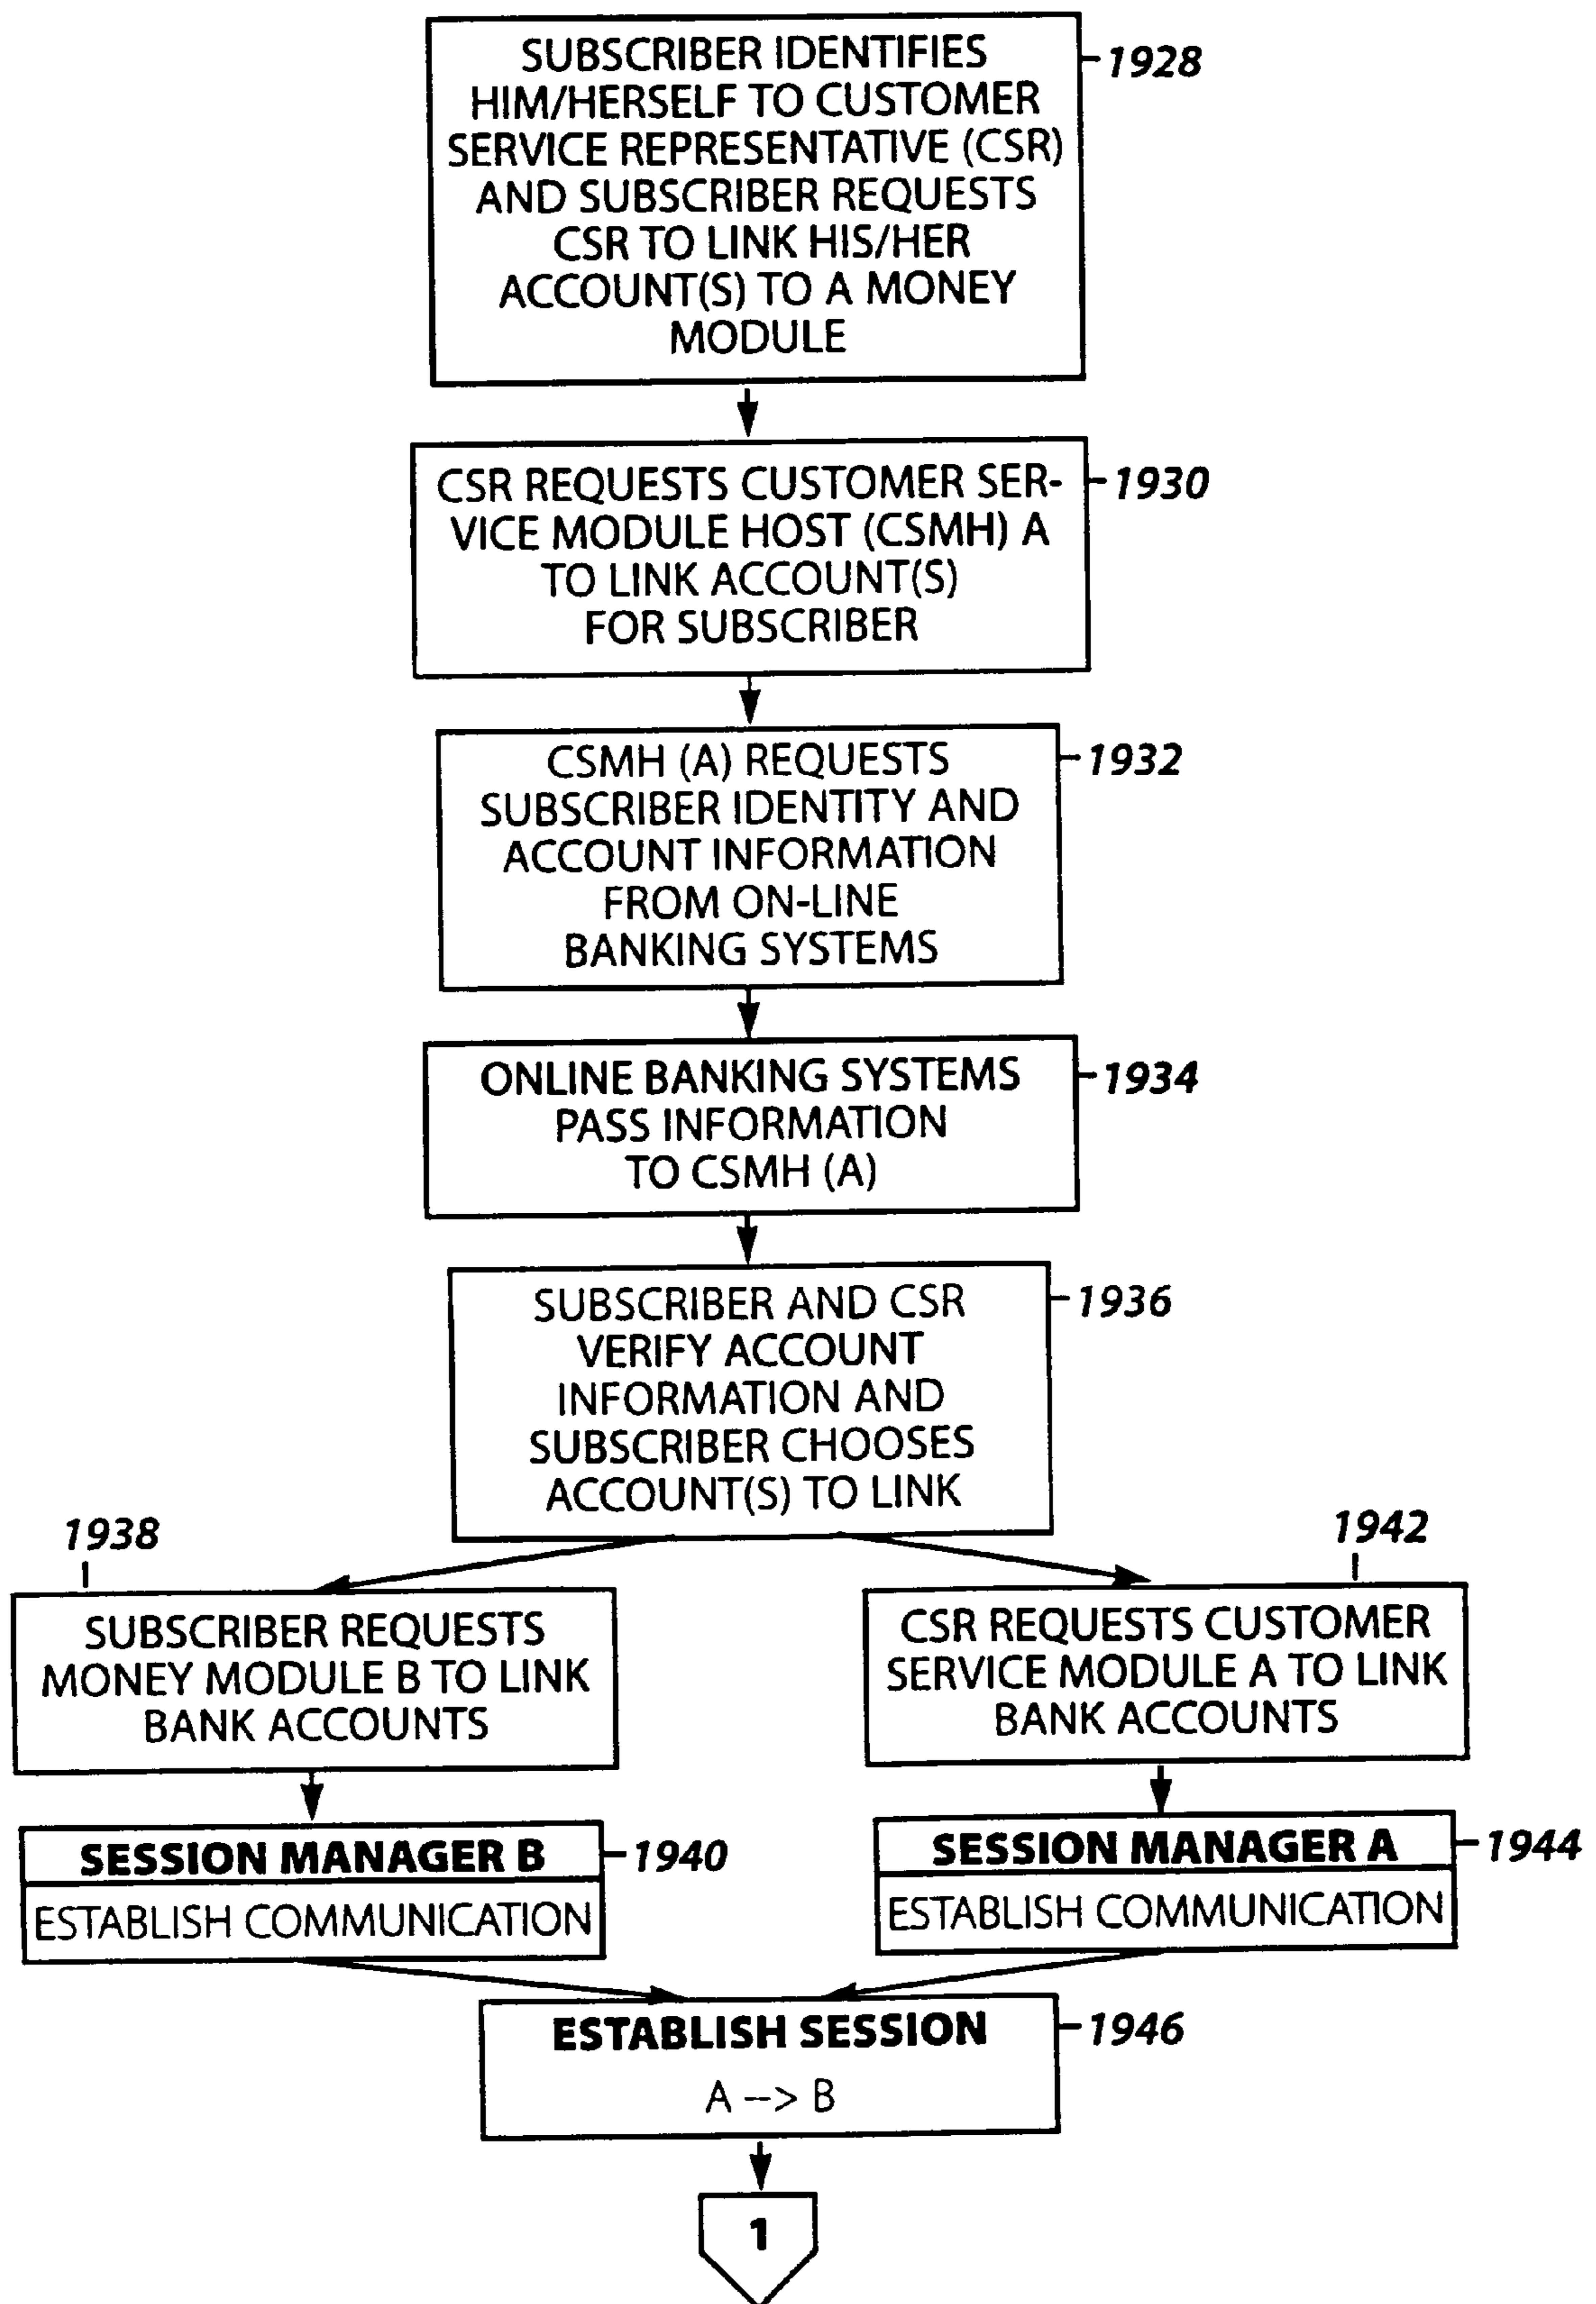 SUBSCRIBER IDENTIFIES
HIM/HERSELF TO CUSTOMER
SERVICE REPRESENTATIVE (CSR)
AND SUBSCRIBER REQUESTS
CSR TO LINK HIS/HER
ACCOUNT(S) TO A MONEY
MODULE
1928
CSR REQUESTS CUSTOMER SER-
VICE MODULE HOST (CSMH) A
TO LINK ACCOUNT(S)
FOR SUBSCRIBER
1930
CSMH (A) REQUESTS
SUBSCRIBER IDENTITY AND
ACCOUNT INFORMATION
FROM ON-LINE
BANKING SYSTEMS
1932
ONLINE BANKING SYSTEMS
PASS INFORMATION
TO CSMH (A)
1934
SUBSCRIBER AND CSR
VERIFY ACCOUNT
INFORMATION AND
SUBSCRIBER CHOOSES
ACCOUNT(S) TO LINK
1936
1938
SUBSCRIBER REQUESTS
MONEY MODULE B TO LINK
BANK ACCOUNTS
1942
CSR REQUESTS CUSTOMER
SERVICE MODULE A TO LINK
BANK ACCOUNTS
SESSION MANAGER B
1940
ESTABLISH COMMUNICATION
SESSION MANAGER A
1944
ESTABLISH COMMUNICATION
ESTABLISH SESSION
1946
A --> B
1